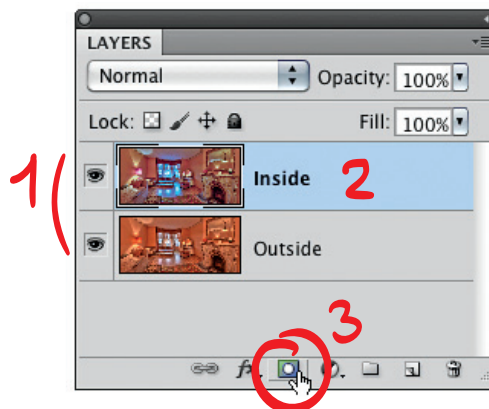 LAYERS
Normal Opacity: 100%
Lock: Fill: 100%
1 Inside 2
Outside
fx 3